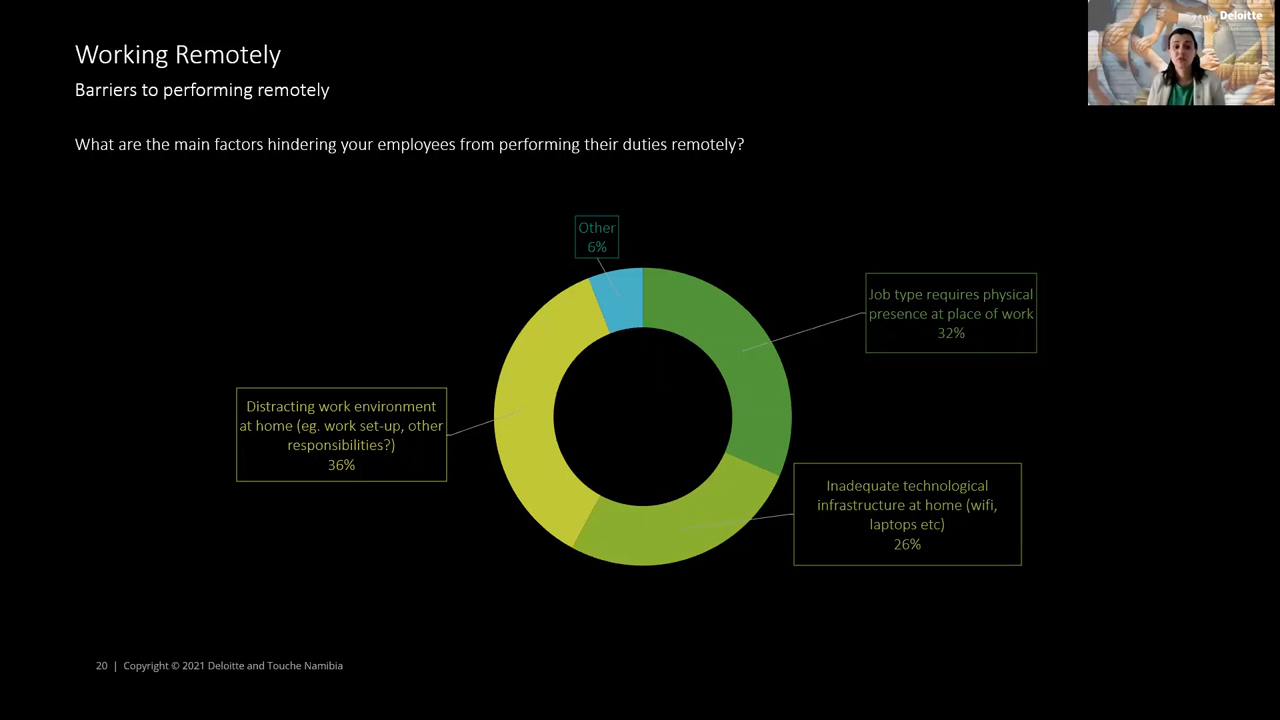 Deloitte
Working Remotely
Barriers to performing remotely
What are the main factors hindering your employees from performing their duties remotely?
Other
6%
Job type requires physical
presence at place of work
32%
Distracting work environment
at home (eg. work set-up, other
responsibilities?)
36%
Inadequate technological
infrastructure at home (wifi,
laptops etc)
26%
20 | Copyright © 2021 Deloitte and Touche Namibia